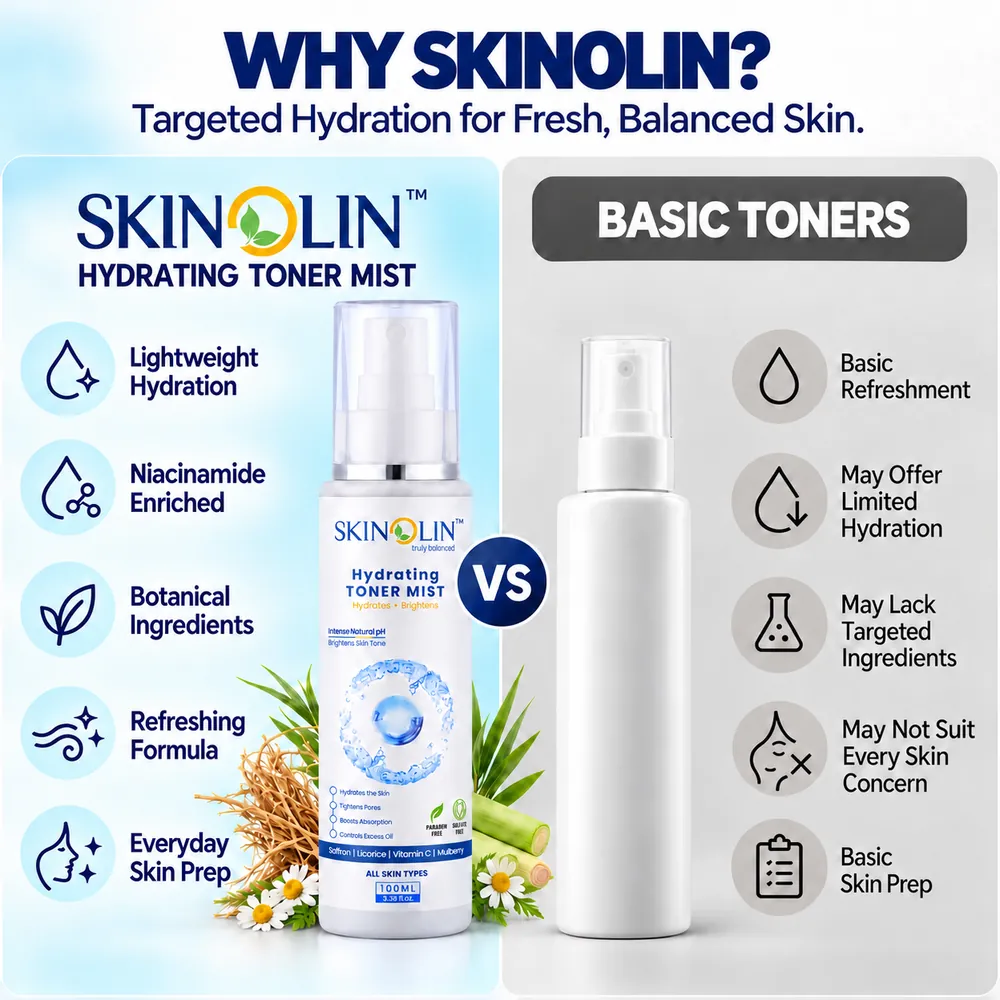 WHY SKINOLIN?
Targeted Hydration for Fresh, Balanced Skin.
SKINOLIN™
HYDRATING TONER MIST
Lightweight
Hydration
Niacinamide
Enriched
Botanical
Ingredients
Refreshing
Formula
Everyday
Skin Prep
SKINOLIN™
truly balanced
Hydrating
TONER MIST
Hydrates • Brightens
Intense Natural pH
Brightens Skin Tone
Hydrates the Skin
Tightens Pores
Boosts Absorption
Controls Excess Oil
PARABEN
FREE
SULFATE
FREE
Saffron | Licorice | Vitamin C | Mulberry
ALL SKIN TYPES
100ML
3.38 fl.oz.
VS
BASIC TONERS
Basic
Refreshment
May Offer
Limited
Hydration
May Lack
Targeted
Ingredients
May Not Suit
Every Skin
Concern
Basic
Skin Prep